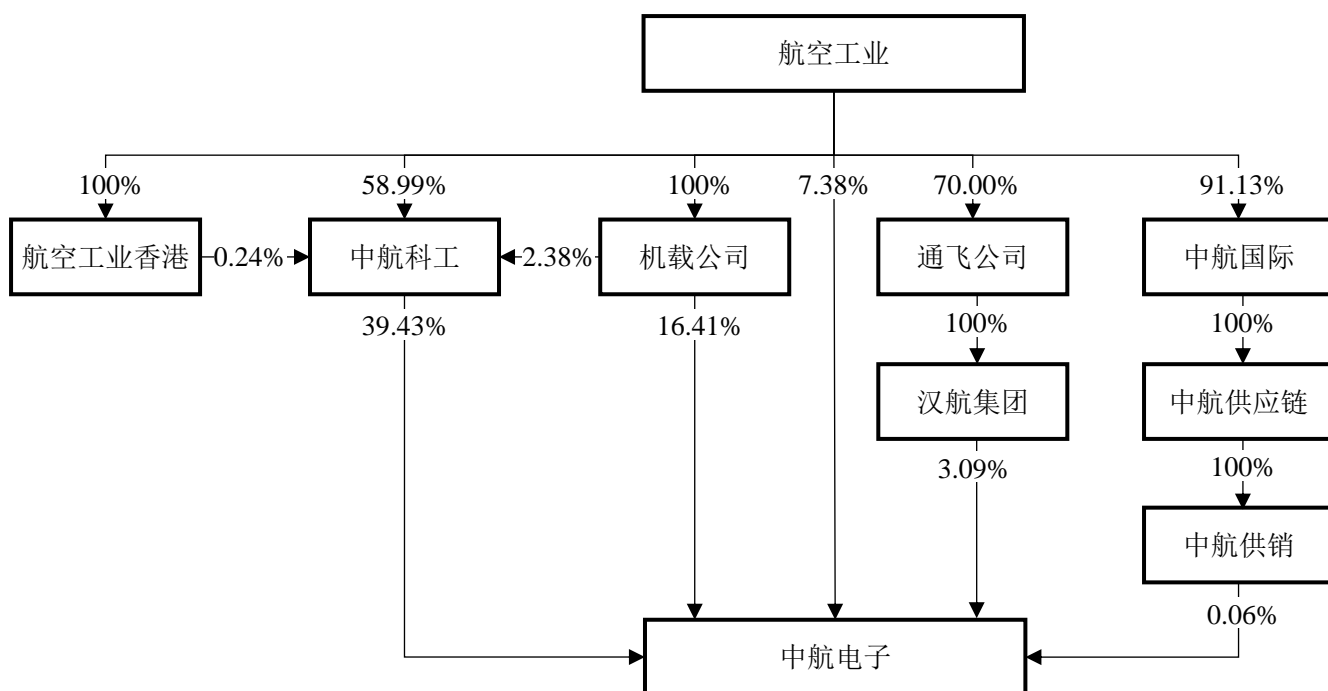 航空工业
100%
58.99%
100%
7.38%
70.00%
91.13%
航空工业香港
0.24%
中航科工
2.38%
机载公司
通飞公司
中航国际
39.43%
16.41%
100%
100%
汉航集团
中航供应链
3.09%
100%
中航供销
0.06%
中航电子